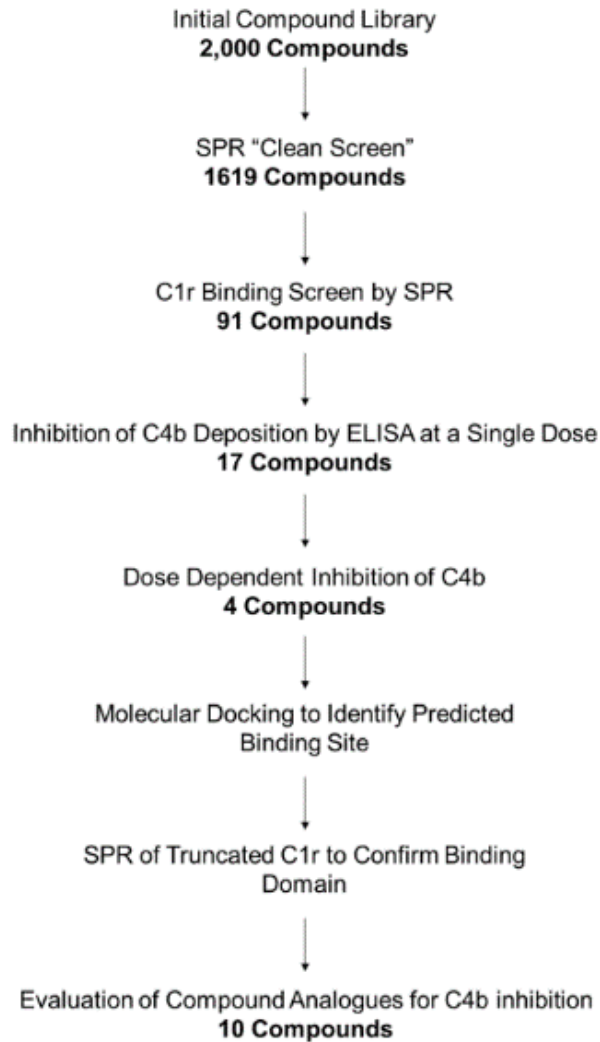 Initial Compound Library
2,000 Compounds
SPR “Clean Screen”
1619 Compounds
C1r Binding Screen by SPR
91 Compounds
Inhibition of C4b Deposition by ELISA at a Single Dose
17 Compounds
Dose Dependent Inhibition of C4b
4 Compounds
Molecular Docking to Identify Predicted
Binding Site
SPR of Truncated C1r to Confirm Binding
Domain
Evaluation of Compound Analogues for C4b inhibition
10 Compounds